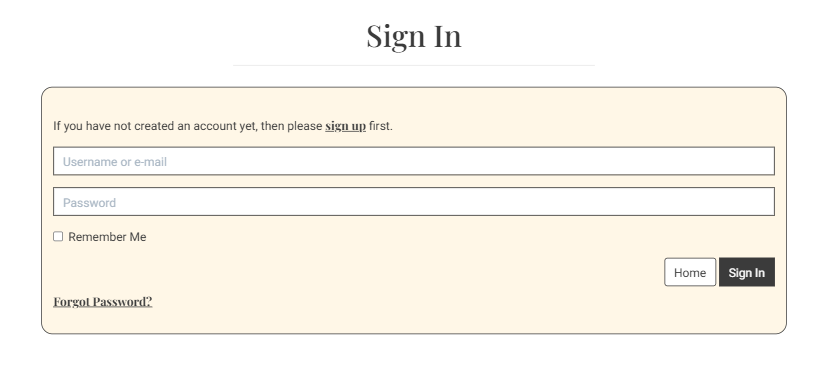 Sign In
If you have not created an account yet, then please sign up first.
Username or e-mail
Password
Remember Me
Home Sign In
Forgot Password?